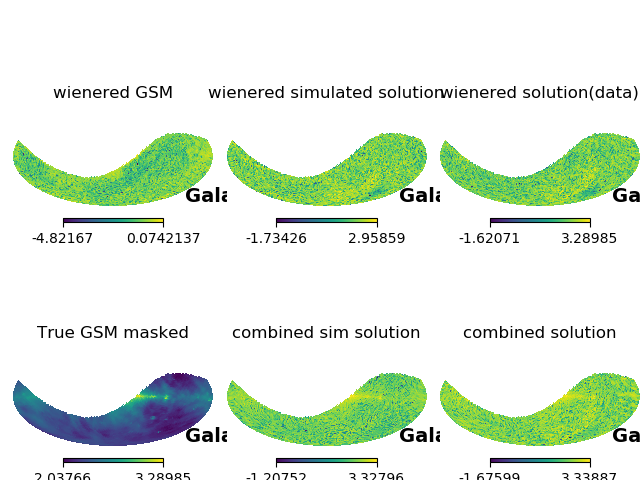 wienered GSM
wienered simulated solution
wienered solution(data)
Gala
Gala
Ga
-4.82167 0.0742137
-1.73426 2.95859
-1.62071 3.28985
True GSM masked
combined sim solution
combined solution
Gala
Gala
Ga
2.03766 3.28985
-1.20752 3.32796
-1.67599 3.33887